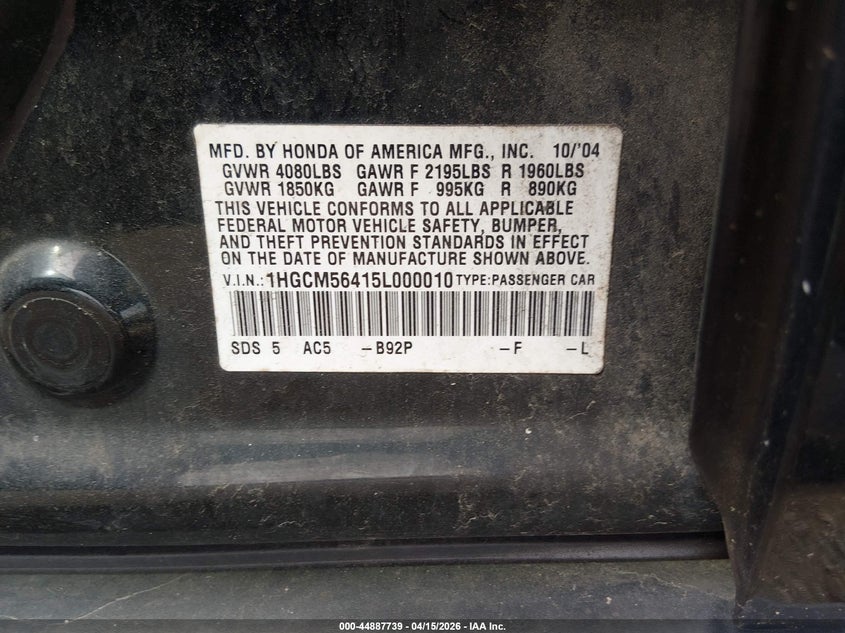 MFD. BY HONDA OF AMERICA MFG., INC. 10/'04
GVWR 4080LBS GAWR F 2195LBS R 1960LBS
GVWR 1850KG GAWR F 995KG R 890KG
THIS VEHICLE CONFORMS TO ALL APPLICABLE
FEDERAL MOTOR VEHICLE SAFETY, BUMPER,
AND THEFT PREVENTION STANDARDS IN EFFECT
ON THE DATE OF MANUFACTURE SHOWN ABOVE.
V.I.N.: 1HGCM56415L000010 TYPE: PASSENGER CAR
SDS 5 AC5 -B92P -F -L
000-44887739 - 04/15/2026 - IAA Inc.